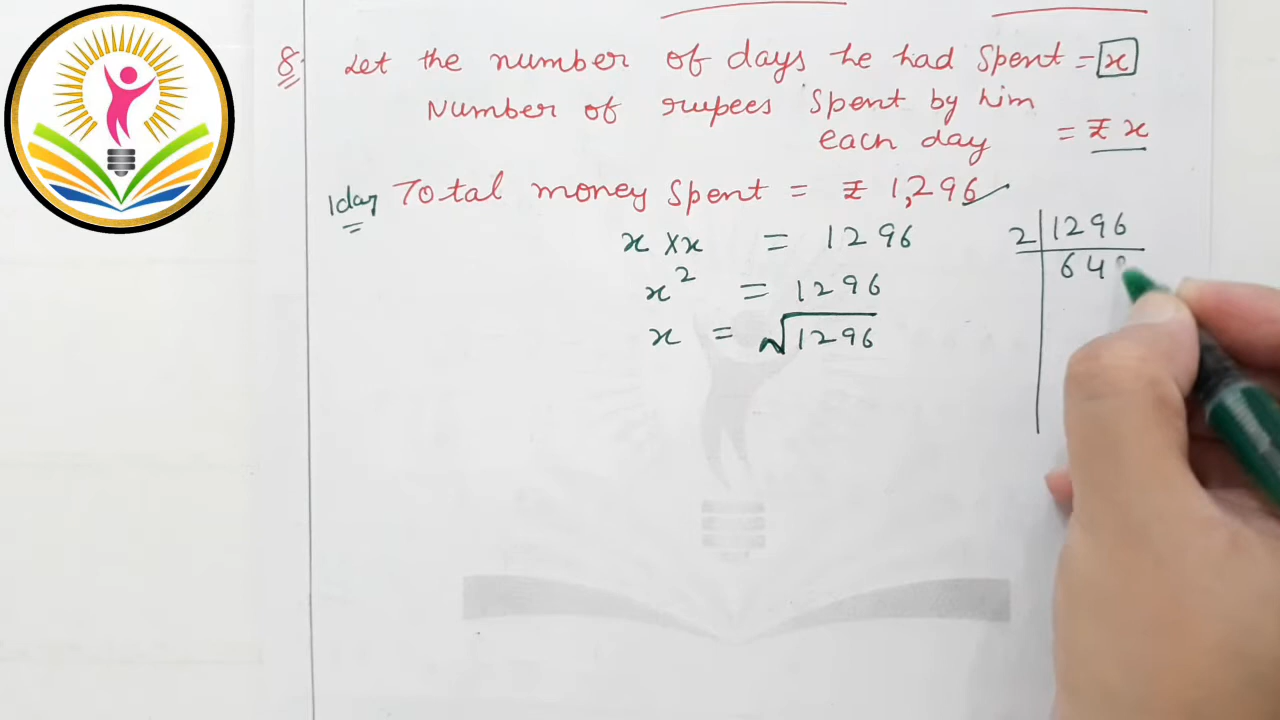 8. Let the number of days he had spent = x
Number of rupees spent by him
each day = ₹ x
1day Total money spent = ₹ 1,296
x × x = 1296
x² = 1296
x = √1296
2 | 1296
64